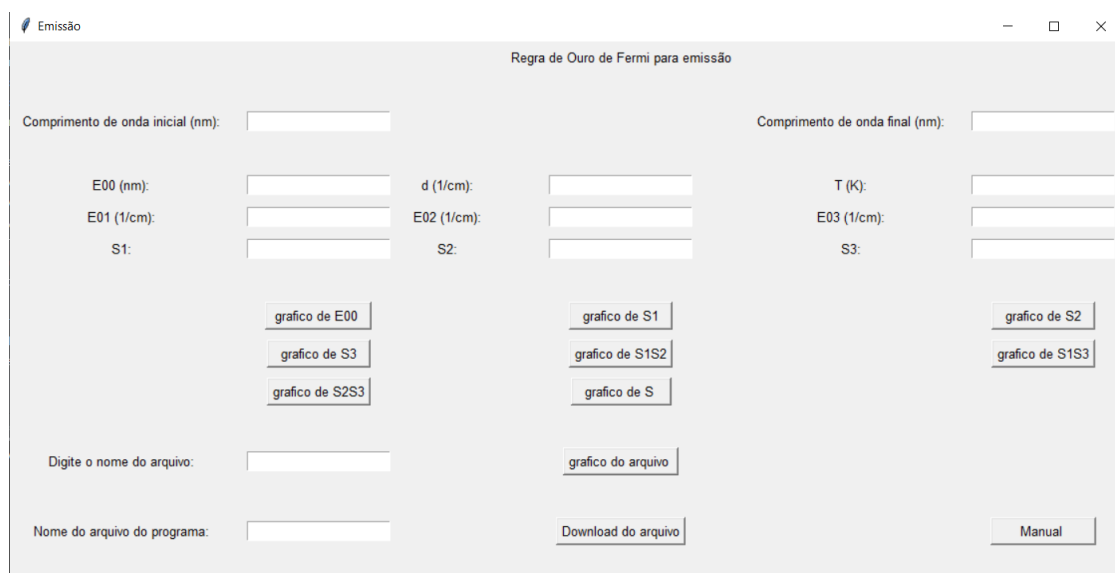 Emissão
Regra de Ouro de Fermi para emissão
Comprimento de onda inicial (nm): Comprimento de onda final (nm):
E00 (nm): d (1/cm): T (K):
E01 (1/cm): E02 (1/cm): E03 (1/cm):
S1: S2: S3:
grafico de E00 grafico de S1 grafico de S2
grafico de S3 grafico de S1S2 grafico de S1S3
grafico de S2S3 grafico de S
Digite o nome do arquivo: grafico do arquivo
Nome do arquivo do programa: Download do arquivo Manual